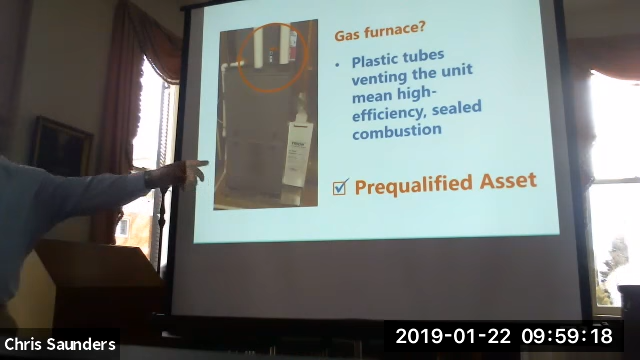 Gas furnace?
• Plastic tubes
venting the unit
mean high-
efficiency, sealed
combustion
Prequalified Asset
Chris Saunders
2019-01-22 09:59:18